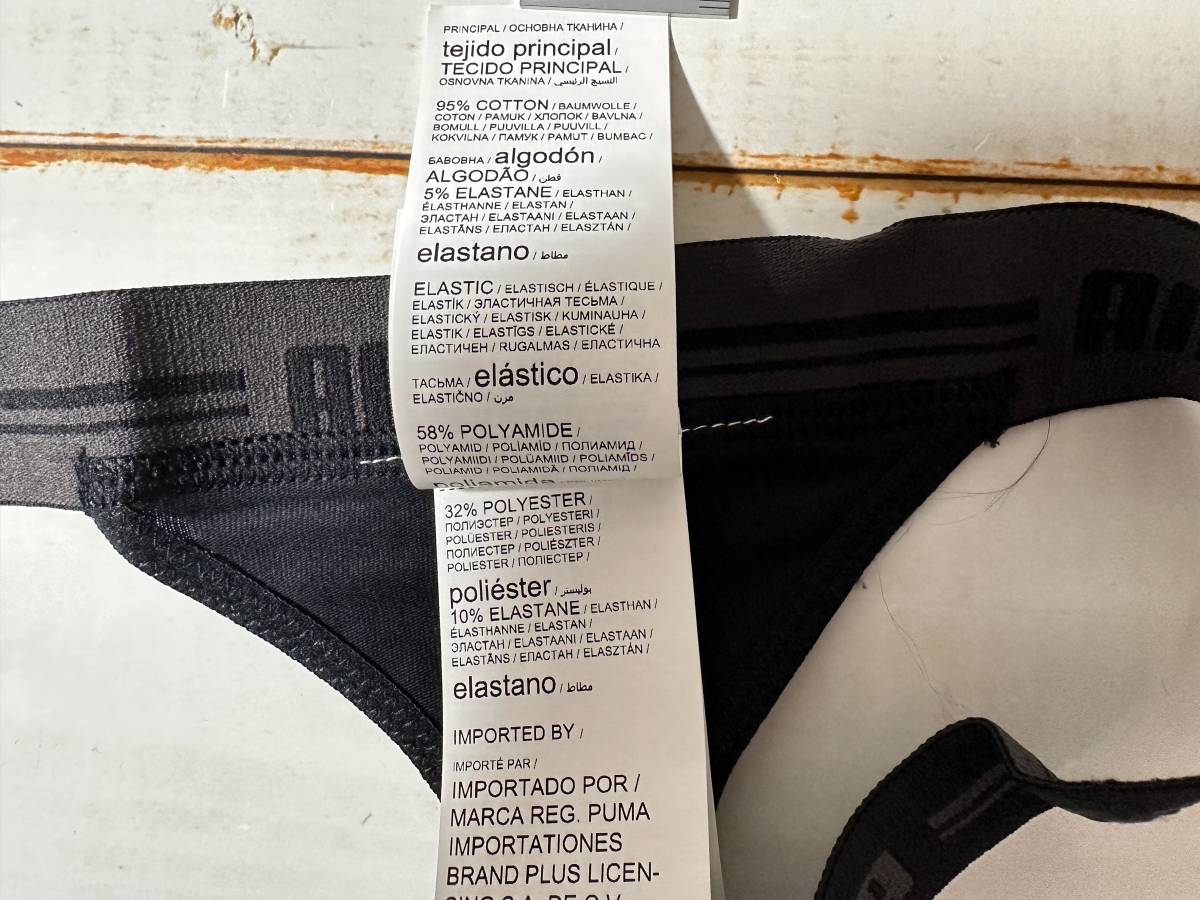 PRINCIPAL / ОСНОВНА ТКАНИНА /
tejido principal /
TECIDO PRINCIPAL /
OSNOVNA TKANINA / النسيج الرئيسي
95% COTTON / BAUMWOLLE /
COTON / PAMUK / ХЛОПОК / BAVLNA /
BOMULL / PUUVILLA / PUUVILL /
KOKVILNA / ПАМУК / PAMUT / BUMBAC /
БАВОВНА / algodón /
ALGODÃO / قطن
5% ELASTANE / ELASTHAN /
ÉLASTHANNE / ELASTAN /
ЭЛАСТАН / ELASTAANI / ELASTAAN /
ELASTĀNS / ЕЛАСТАН / ELASZTÁN /
elastano / مطاط
ELASTIC / ELASTISCH / ÉLASTIQUE /
ELASTİK / ЭЛАСТИЧНАЯ ТЕСЬМА /
ELASTICKÝ / ELASTISK / KUMINAUHA /
ELASTIK / ELASTĪGS / ELASTICKÉ /
ЕЛАСТИЧЕН / RUGALMAS / ЕЛАСТИЧНА
ТАСЬМА / elástico / ELASTIKA /
ELASTIČNO / مرن
58% POLYAMIDE /
POLYAMID / POLİAMİD / ПОЛИАМИД /
POLYAMIIDI / POLÜAMIID / POLIAMĪDS /
POLIAMID / POLIAMIDĂ / ПОЛІАМІД /
poliamida
32% POLYESTER /
ПОЛИЭСТЕР / POLYESTERI /
POLÜESTER / POLIESTERIS /
ПОЛИЕСТЕР / POLIÉSZTER /
POLIESTER / ПОЛІЕСТЕР /
poliéster / بوليستر
10% ELASTANE / ELASTHAN /
ÉLASTHANNE / ELASTAN /
ЭЛАСТАН / ELASTAANI / ELASTAAN /
ELASTĀNS / ЕЛАСТАН / ELASZTÁN /
elastano / مطاط
IMPORTED BY /
IMPORTÉ PAR /
IMPORTADO POR /
MARCA REG. PUMA
IMPORTATIONES
BRAND PLUS LICEN-
SING S.A. DE C.V.